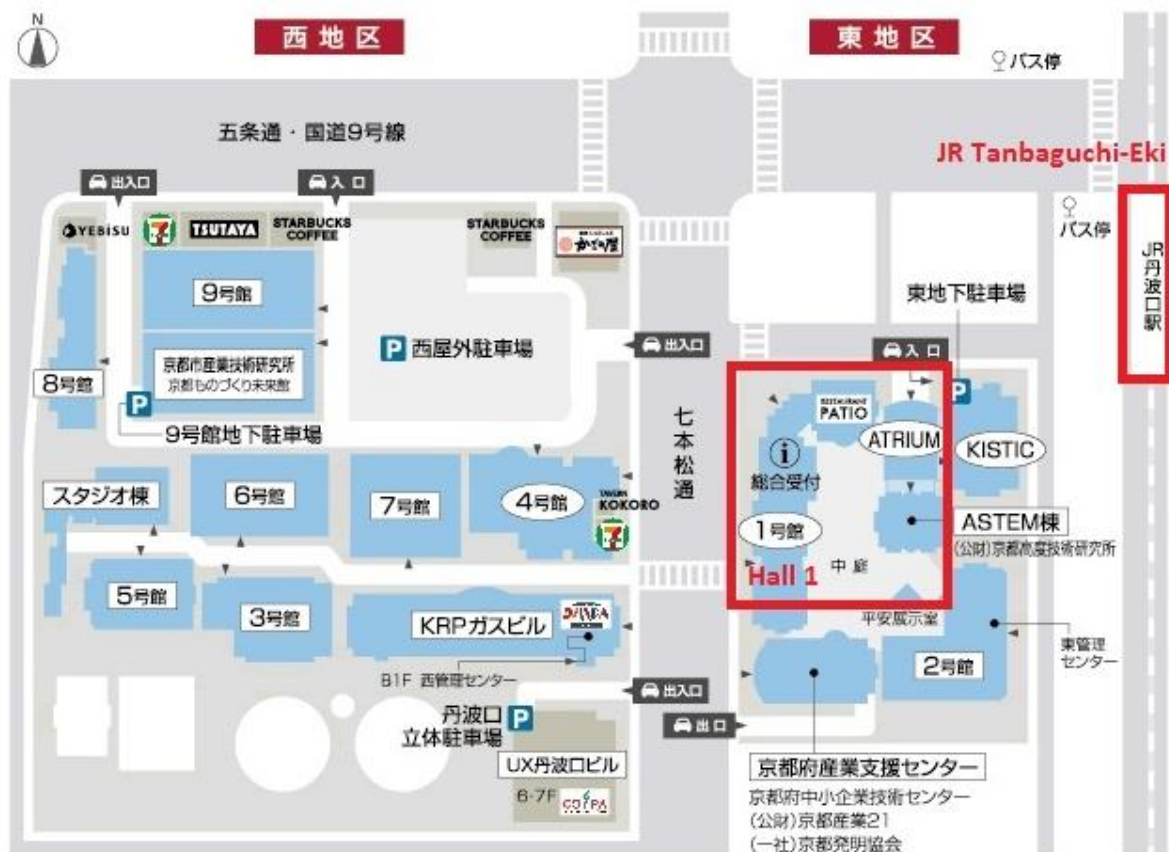 N
西地区
東地区
バス停
五条通・国道9号線
JR Tanbaguchi-Eki
出入口
入口
バス停
YEBISU
TSUTAYA
STARBUCKS
COFFEE
STARBUCKS
COFFEE
かごの屋
JR丹波口駅
9号館
東地下駐車場
P 西屋外駐車場
出入口
入口
京都市産業技術研究所
京都ものづくり未来館
8号館
P
9号館地下駐車場
七本松通
RESTAURANT
PATIO
P
ATRIUM
KISTIC
i
総合受付
スタジオ棟
6号館
7号館
4号館
KOKORO
ASTEM棟
(公財)京都高度技術研究所
1号館
中庭
Hall 1
5号館
3号館
KRPガスビル
平安展示室
2号館
東管理
センター
B1F 西管理センター
出入口
丹波口
立体駐車場
P
出口
UX丹波口ビル
6-7F
京都府産業支援センター
京都府中小企業技術センター
(公財)京都産業21
(一社)京都発明協会